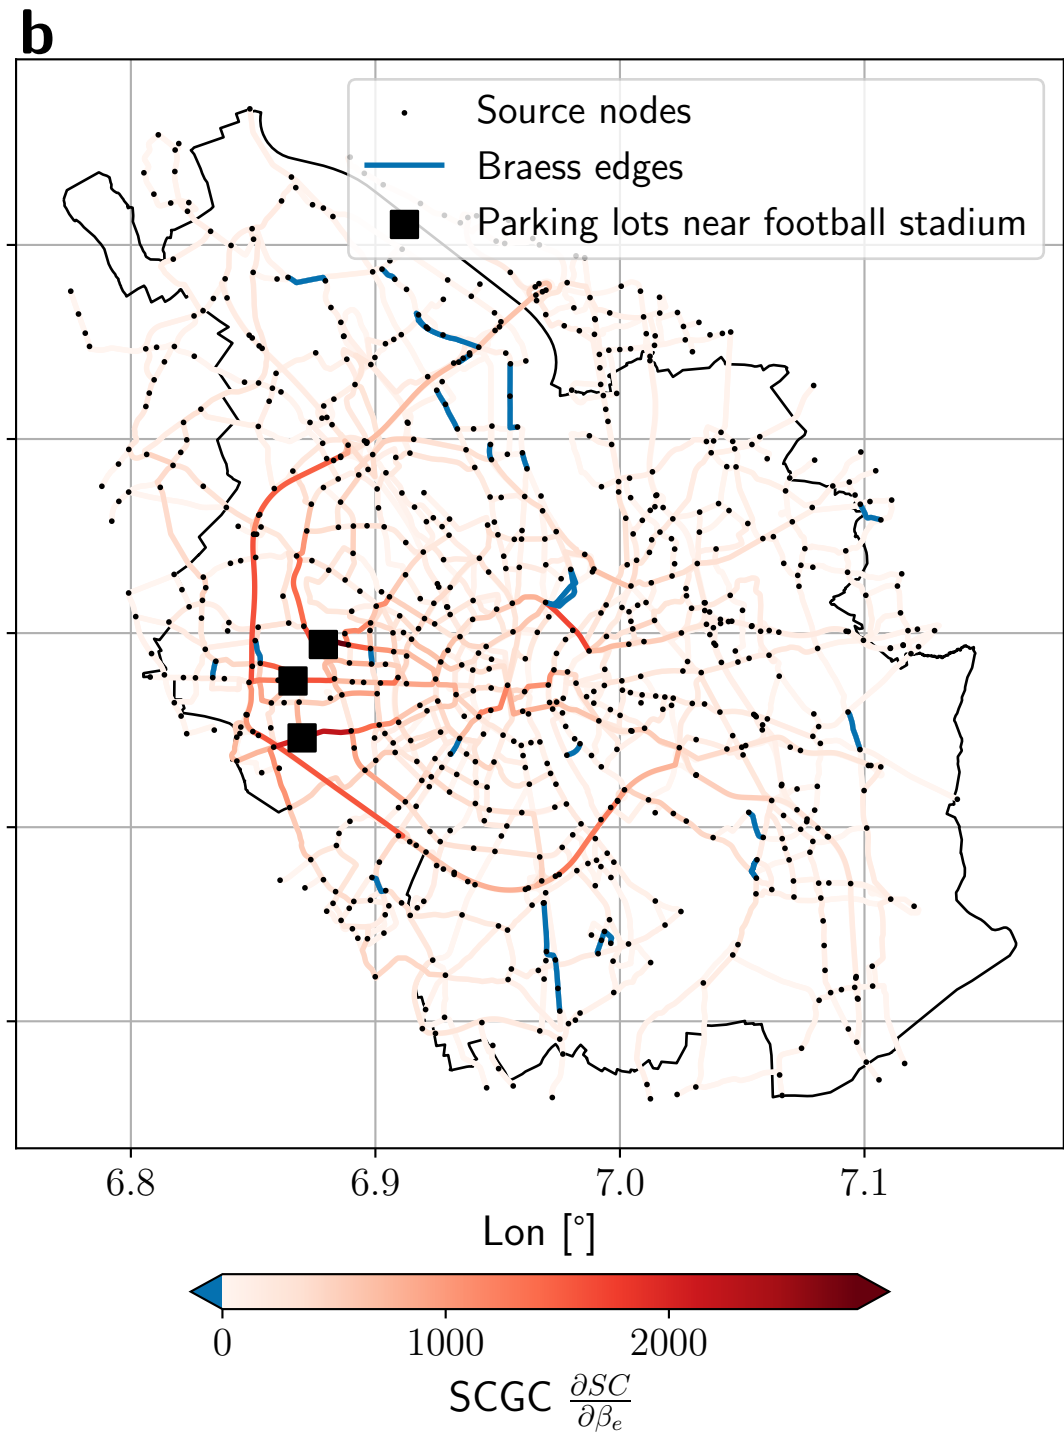 b
Source nodes
Braess edges
Parking lots near football stadium
6.8 6.9 7.0 7.1
Lon [°]
0 1000 2000
SCGC ∂SC/∂βₑ